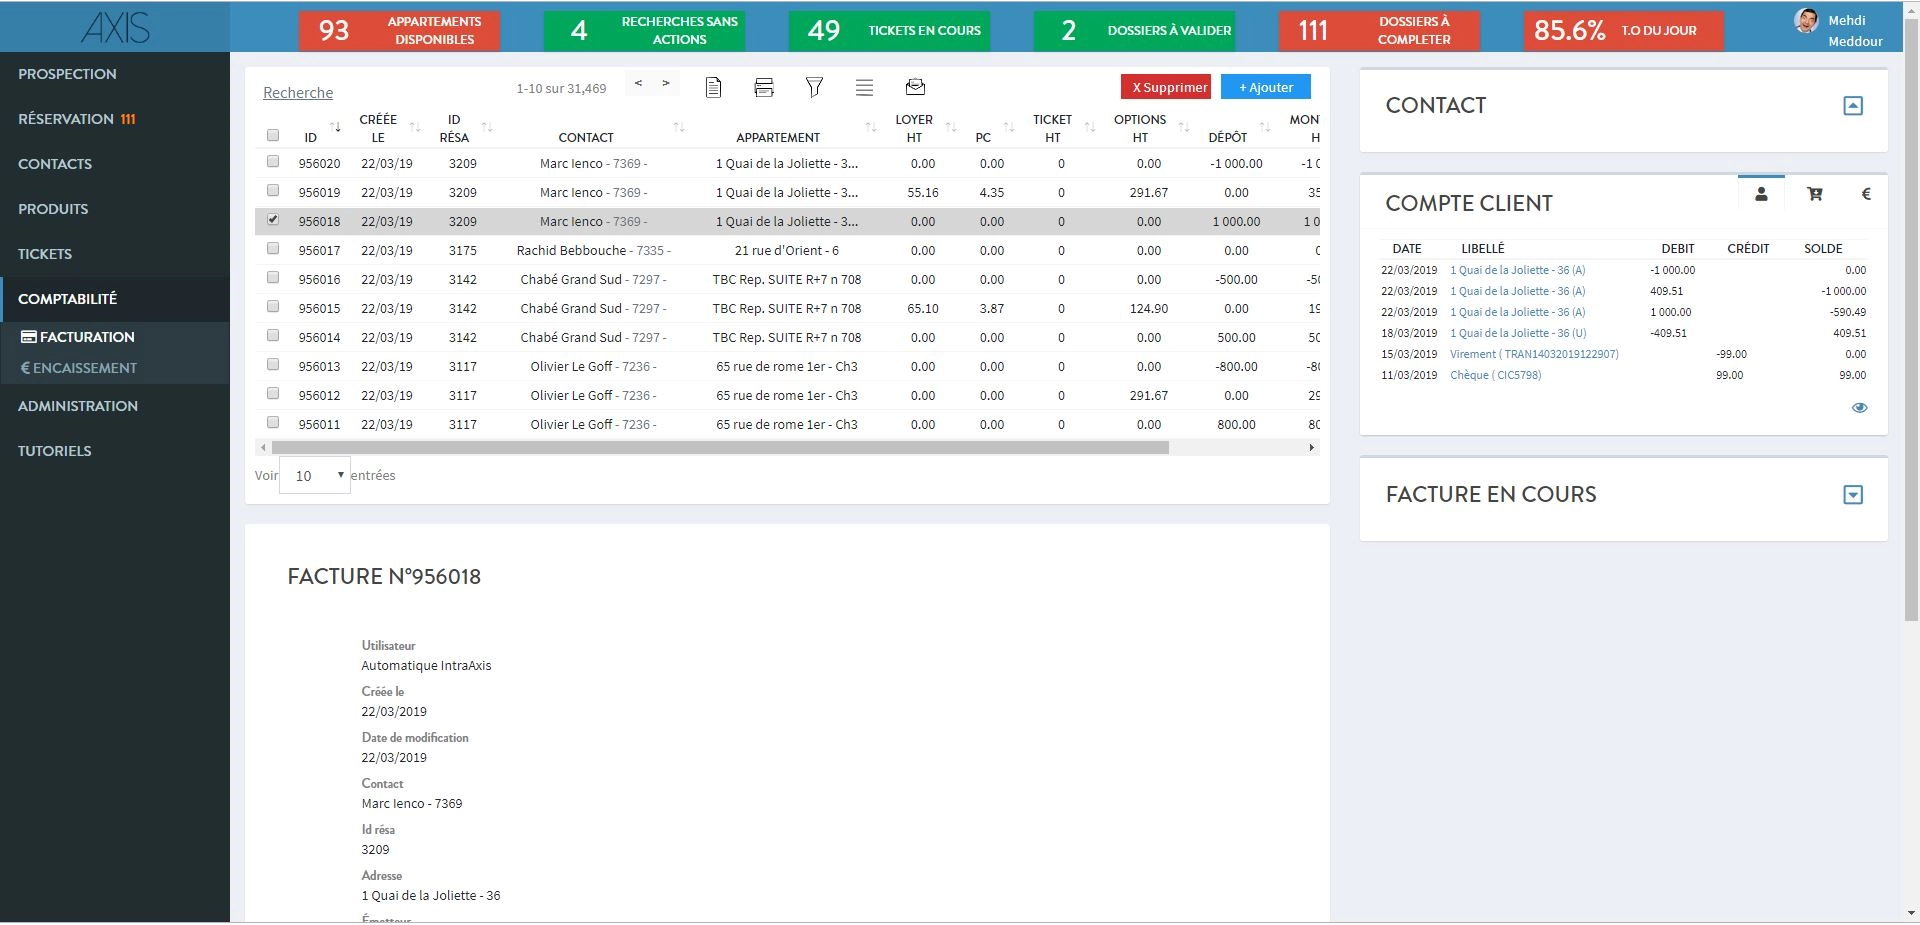 AXIS
93 APPARTEMENTS DISPONIBLES
4 RECHERCHES SANS ACTIONS
49 TICKETS EN COURS
2 DOSSIERS À VALIDER
111 DOSSIERS À COMPLETER
85.6% T.O DU JOUR
Mehdi
Meddour
PROSPECTION
RÉSERVATION 111
CONTACTS
PRODUITS
TICKETS
COMPTABILITÉ
FACTURATION
€ ENCAISSEMENT
ADMINISTRATION
TUTORIELS
Recherche
1-10 sur 31,469
< >
X Supprimer
+ Ajouter
ID CRÉÉE LE ID RÉSA CONTACT APPARTEMENT LOYER HT PC TICKET HT OPTIONS HT DÉPÔT MON H
956020 22/03/19 3209 Marc Ienco - 7369 - 1 Quai de la Joliette - 3... 0.00 0.00 0 0.00 -1 000.00 -1 0
956019 22/03/19 3209 Marc Ienco - 7369 - 1 Quai de la Joliette - 3... 55.16 4.35 0 291.67 0.00 35
956018 22/03/19 3209 Marc Ienco - 7369 - 1 Quai de la Joliette - 3... 0.00 0.00 0 0.00 1 000.00 1 0
956017 22/03/19 3175 Rachid Bebbouche - 7335 - 21 rue d'Orient - 6 0.00 0.00 0 0.00 0.00 0
956016 22/03/19 3142 Chabé Grand Sud - 7297 - TBC Rep. SUITE R+7 n 708 0.00 0.00 0 0.00 -500.00 -50
956015 22/03/19 3142 Chabé Grand Sud - 7297 - TBC Rep. SUITE R+7 n 708 65.10 3.87 0 124.90 0.00 19
956014 22/03/19 3142 Chabé Grand Sud - 7297 - TBC Rep. SUITE R+7 n 708 0.00 0.00 0 0.00 500.00 50
956013 22/03/19 3117 Olivier Le Goff - 7236 - 65 rue de rome 1er - Ch3 0.00 0.00 0 0.00 -800.00 -80
956012 22/03/19 3117 Olivier Le Goff - 7236 - 65 rue de rome 1er - Ch3 0.00 0.00 0 291.67 0.00 29
956011 22/03/19 3117 Olivier Le Goff - 7236 - 65 rue de rome 1er - Ch3 0.00 0.00 0 0.00 800.00 80
Voir 10 entrées
FACTURE N°956018
Utilisateur
Automatique IntraAxis
Créée le
22/03/2019
Date de modification
22/03/2019
Contact
Marc Ienco - 7369
Id résa
3209
Adresse
1 Quai de la Joliette - 36
Émetteur
CONTACT
COMPTE CLIENT
€
DATE LIBELLÉ DEBIT CRÉDIT SOLDE
22/03/2019 1 Quai de la Joliette - 36 (A) -1 000.00 0.00
22/03/2019 1 Quai de la Joliette - 36 (A) 409.51 -1 000.00
22/03/2019 1 Quai de la Joliette - 36 (A) 1 000.00 -590.49
18/03/2019 1 Quai de la Joliette - 36 (U) -409.51 409.51
15/03/2019 Virement ( TRAN14032019122907) -99.00 0.00
11/03/2019 Chèque ( CIC5798) 99.00 99.00
FACTURE EN COURS